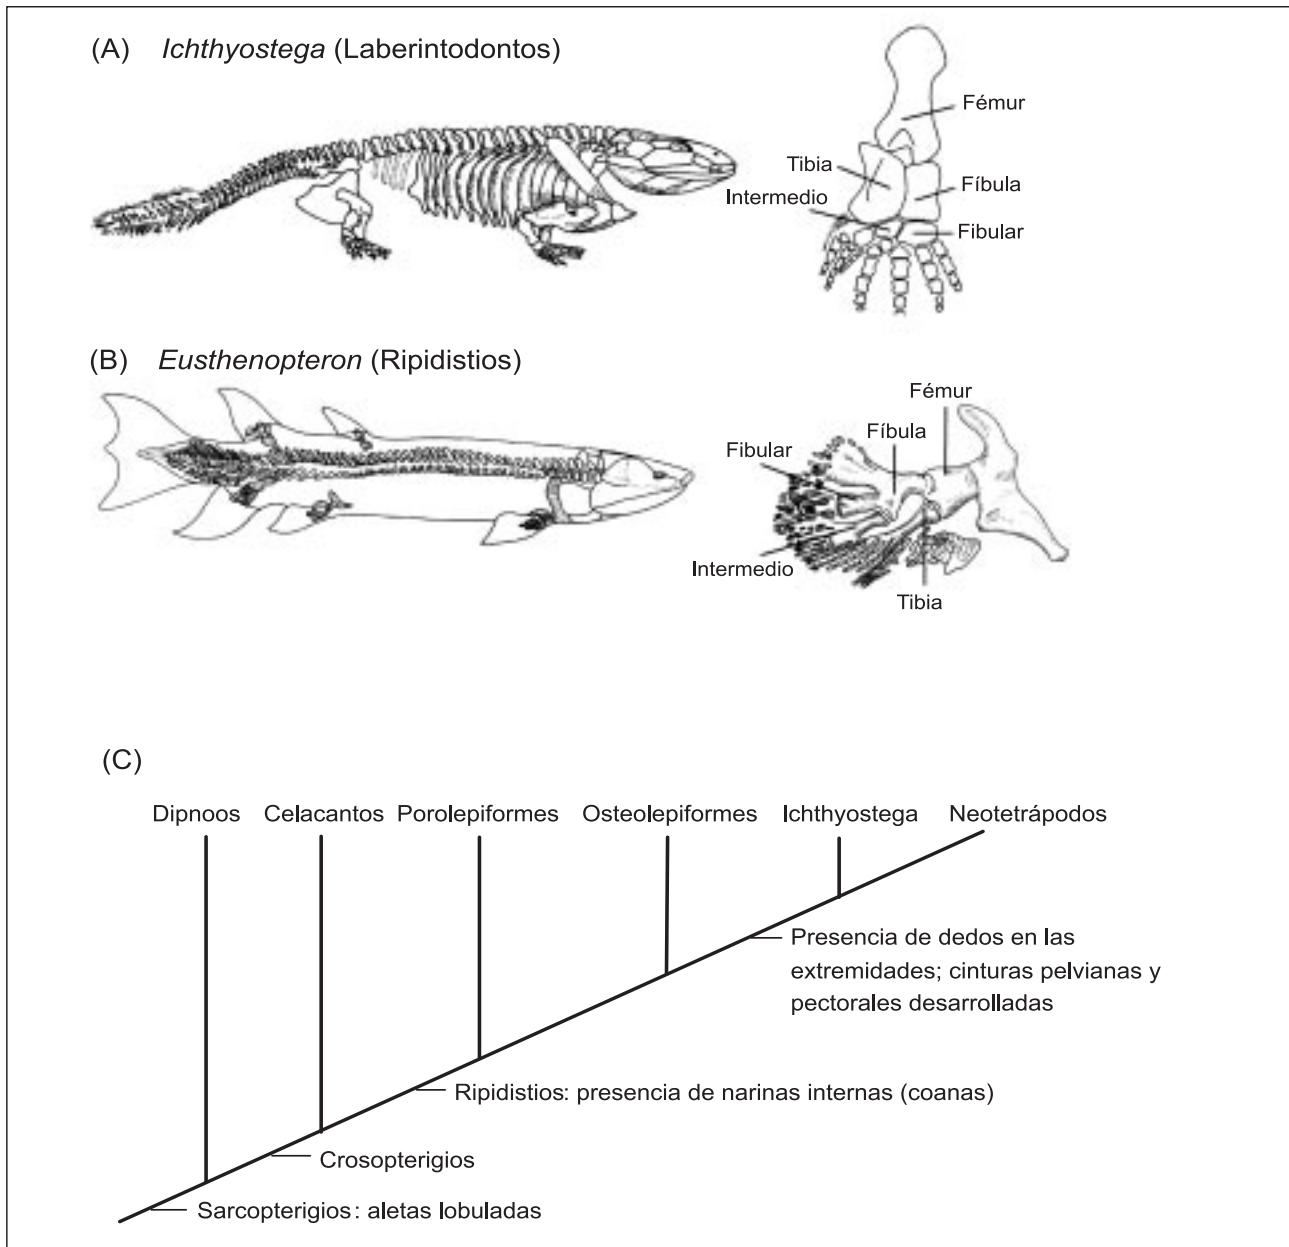 (A) Ichthyostega (Laberintodontos)
Fémur
Tibia
Intermedio
Fíbula
Fibular
(B) Eusthenopteron (Ripidistios)
Fémur
Fíbula
Fibular
Intermedio
Tibia
(C)
Dipnoos Celacantos Porolepiformes Osteolepiformes Ichthyostega Neotetrápodos
Presencia de dedos en las
extremidades; cinturas pelvianas y
pectorales desarrolladas
Ripidistios: presencia de narinas internas (coanas)
Crosopterigios
Sarcopterigios: aletas lobuladas